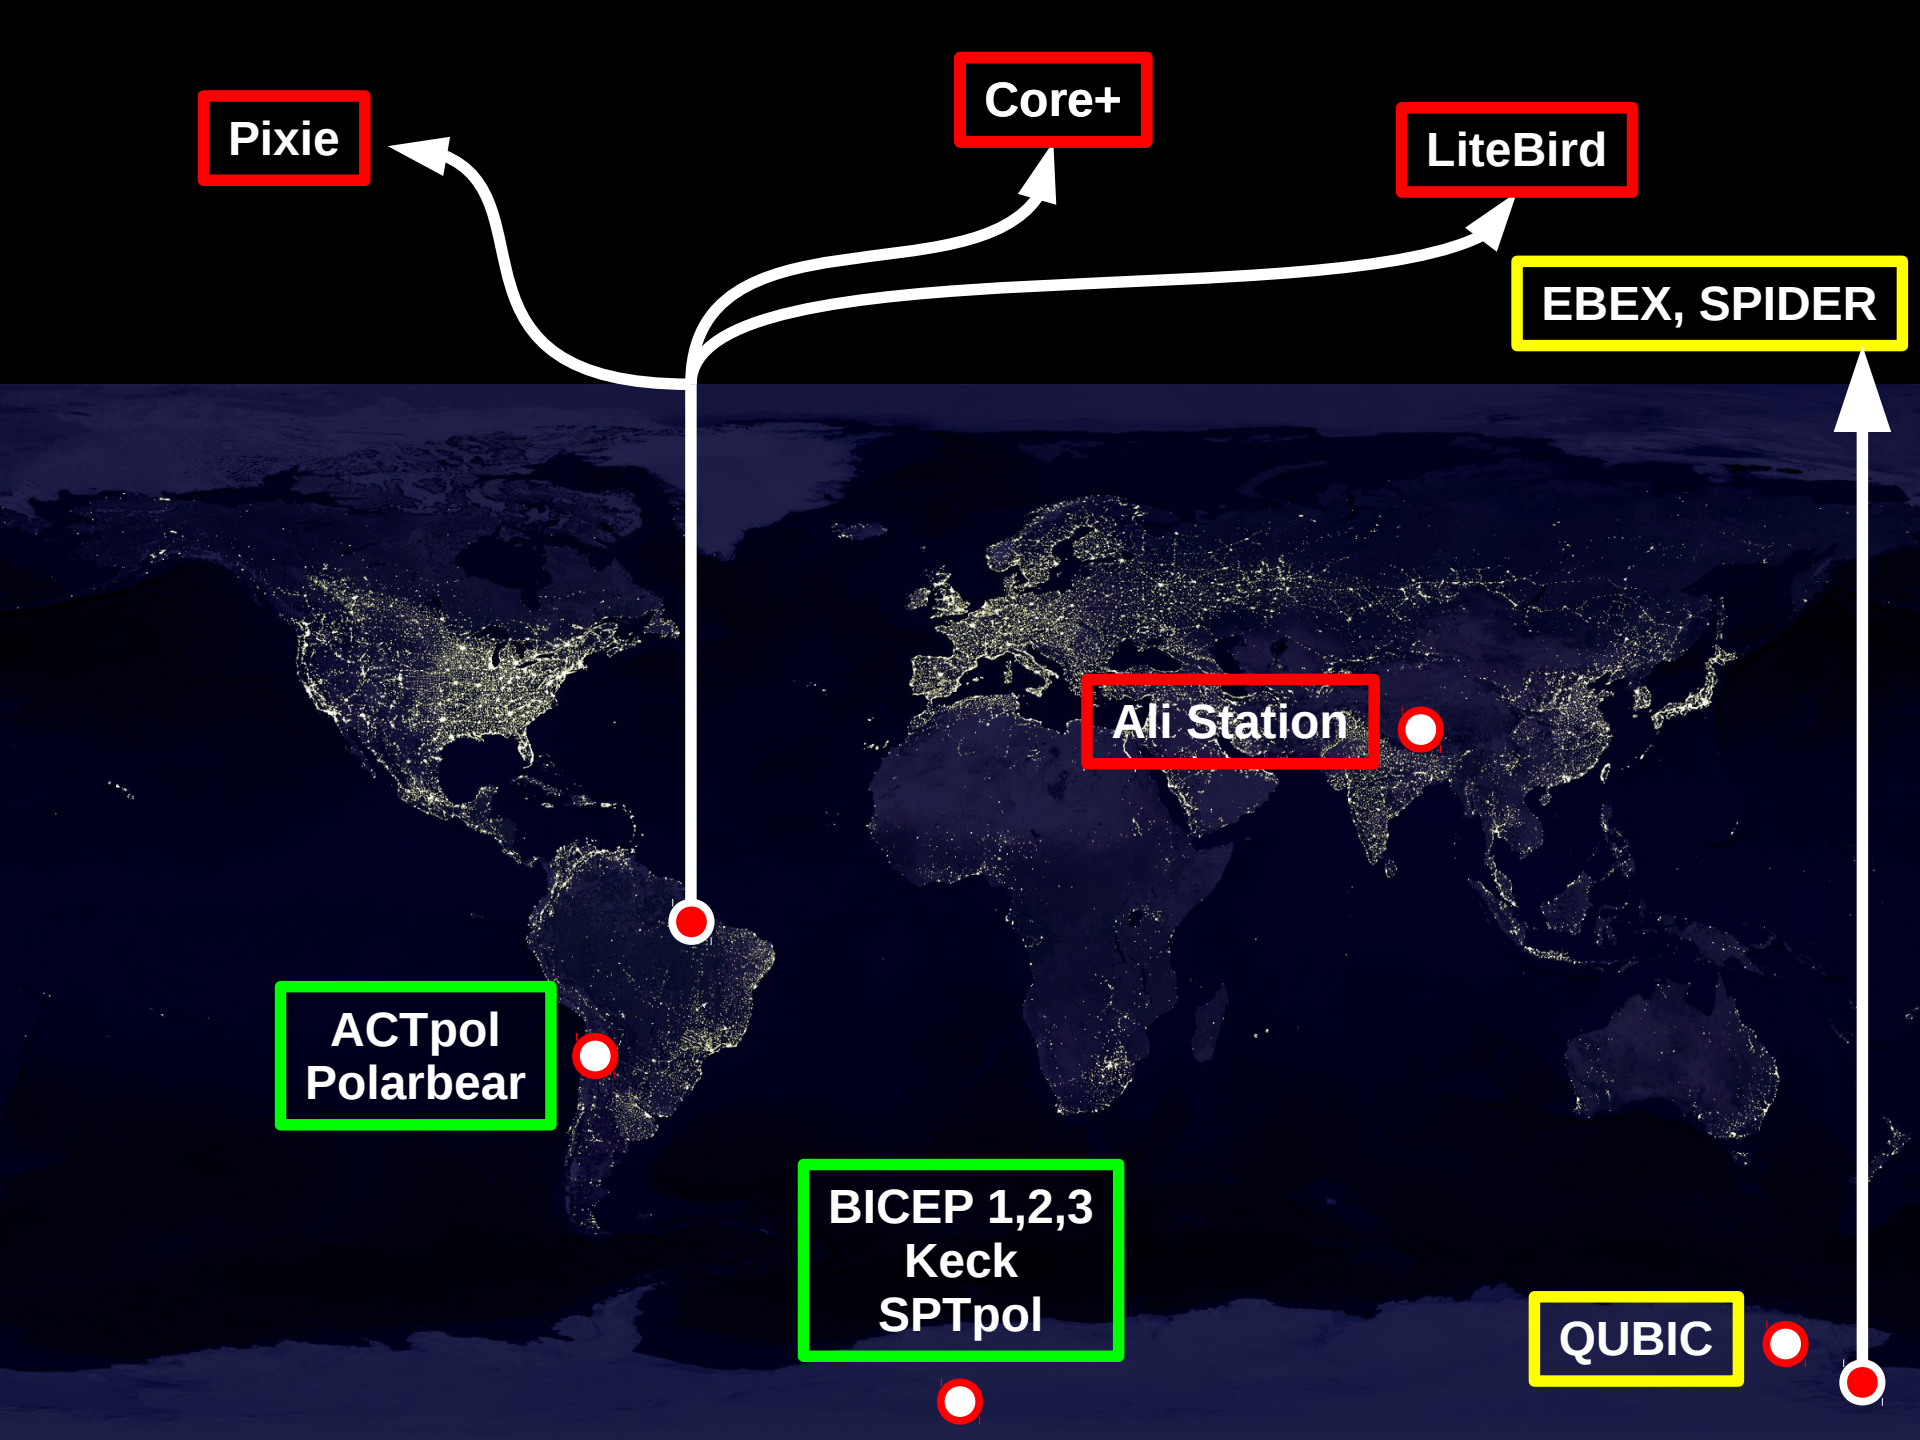 Core+
Pixie
LiteBird
EBEX, SPIDER
Ali Station
ACTpol
Polarbear
BICEP 1,2,3
Keck
SPTpol
QUBIC